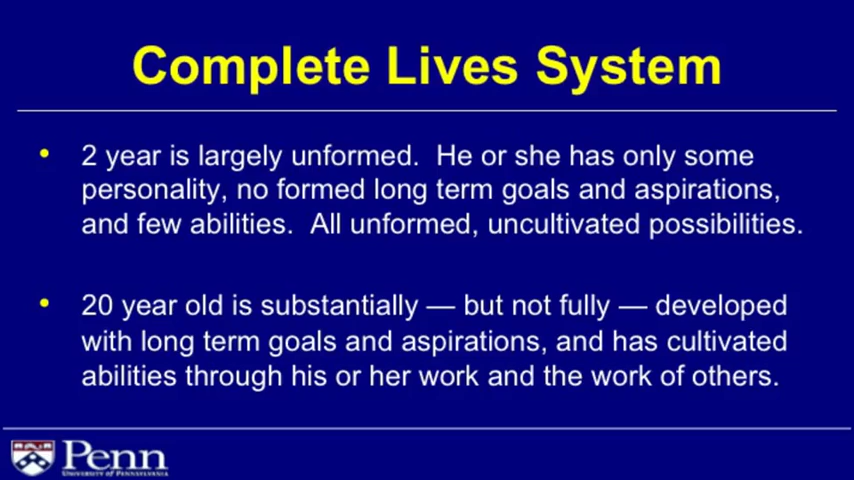 Complete Lives System
• 2 year is largely unformed.  He or she has only some
personality, no formed long term goals and aspirations,
and few abilities.  All unformed, uncultivated possibilities.
• 20 year old is substantially — but not fully — developed
with long term goals and aspirations, and has cultivated
abilities through his or her work and the work of others.
Penn
UNIVERSITY OF PENNSYLVANIA